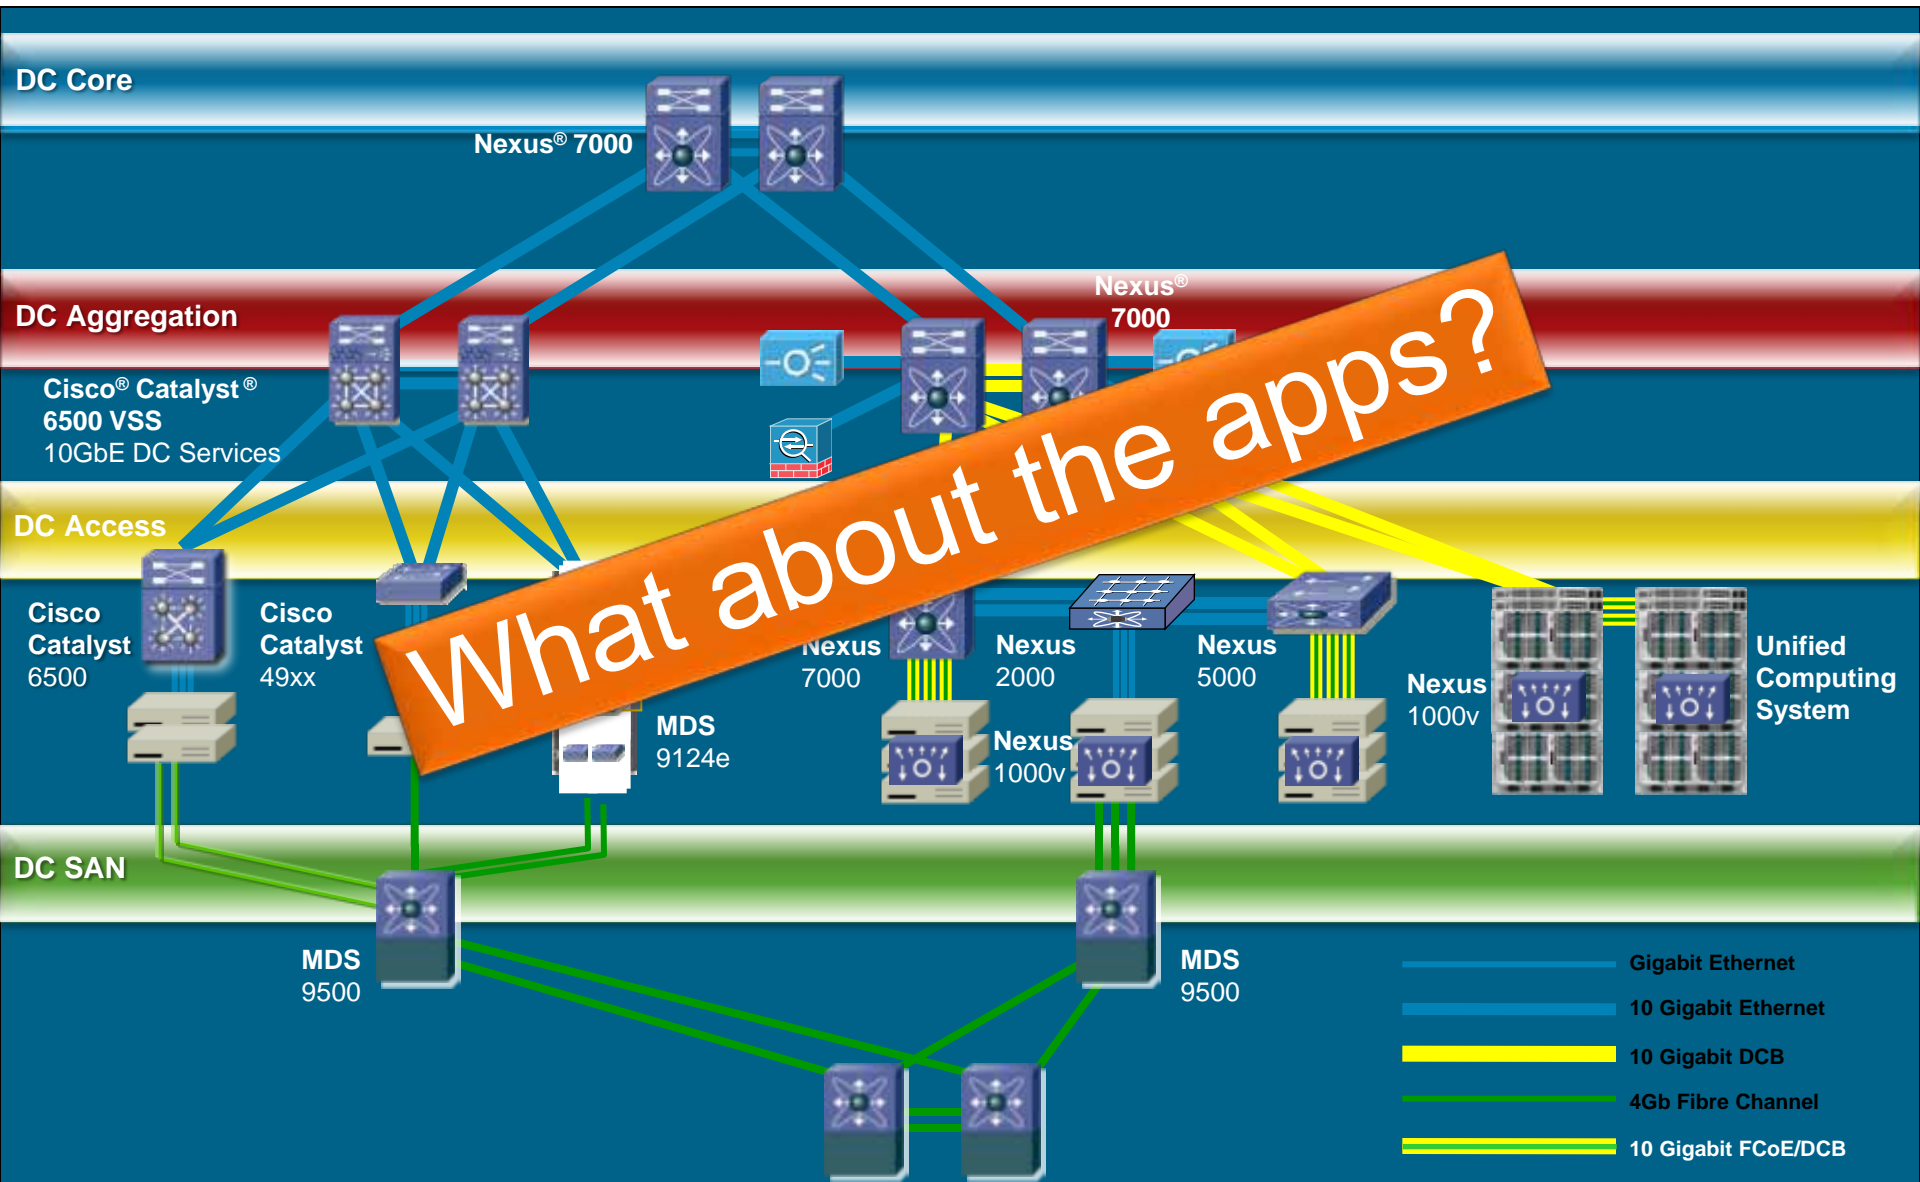 DC Core
Nexus® 7000
DC Aggregation
Nexus®
7000
Cisco® Catalyst®
6500 VSS
10GbE DC Services
What about the apps?
DC Access
Cisco
Catalyst
6500
Cisco
Catalyst
49xx
MDS
9124e
Nexus
7000
Nexus
2000
Nexus
5000
Nexus
1000v
Nexus
1000v
Unified
Computing
System
DC SAN
MDS
9500
MDS
9500
Gigabit Ethernet
10 Gigabit Ethernet
10 Gigabit DCB
4Gb Fibre Channel
10 Gigabit FCoE/DCB